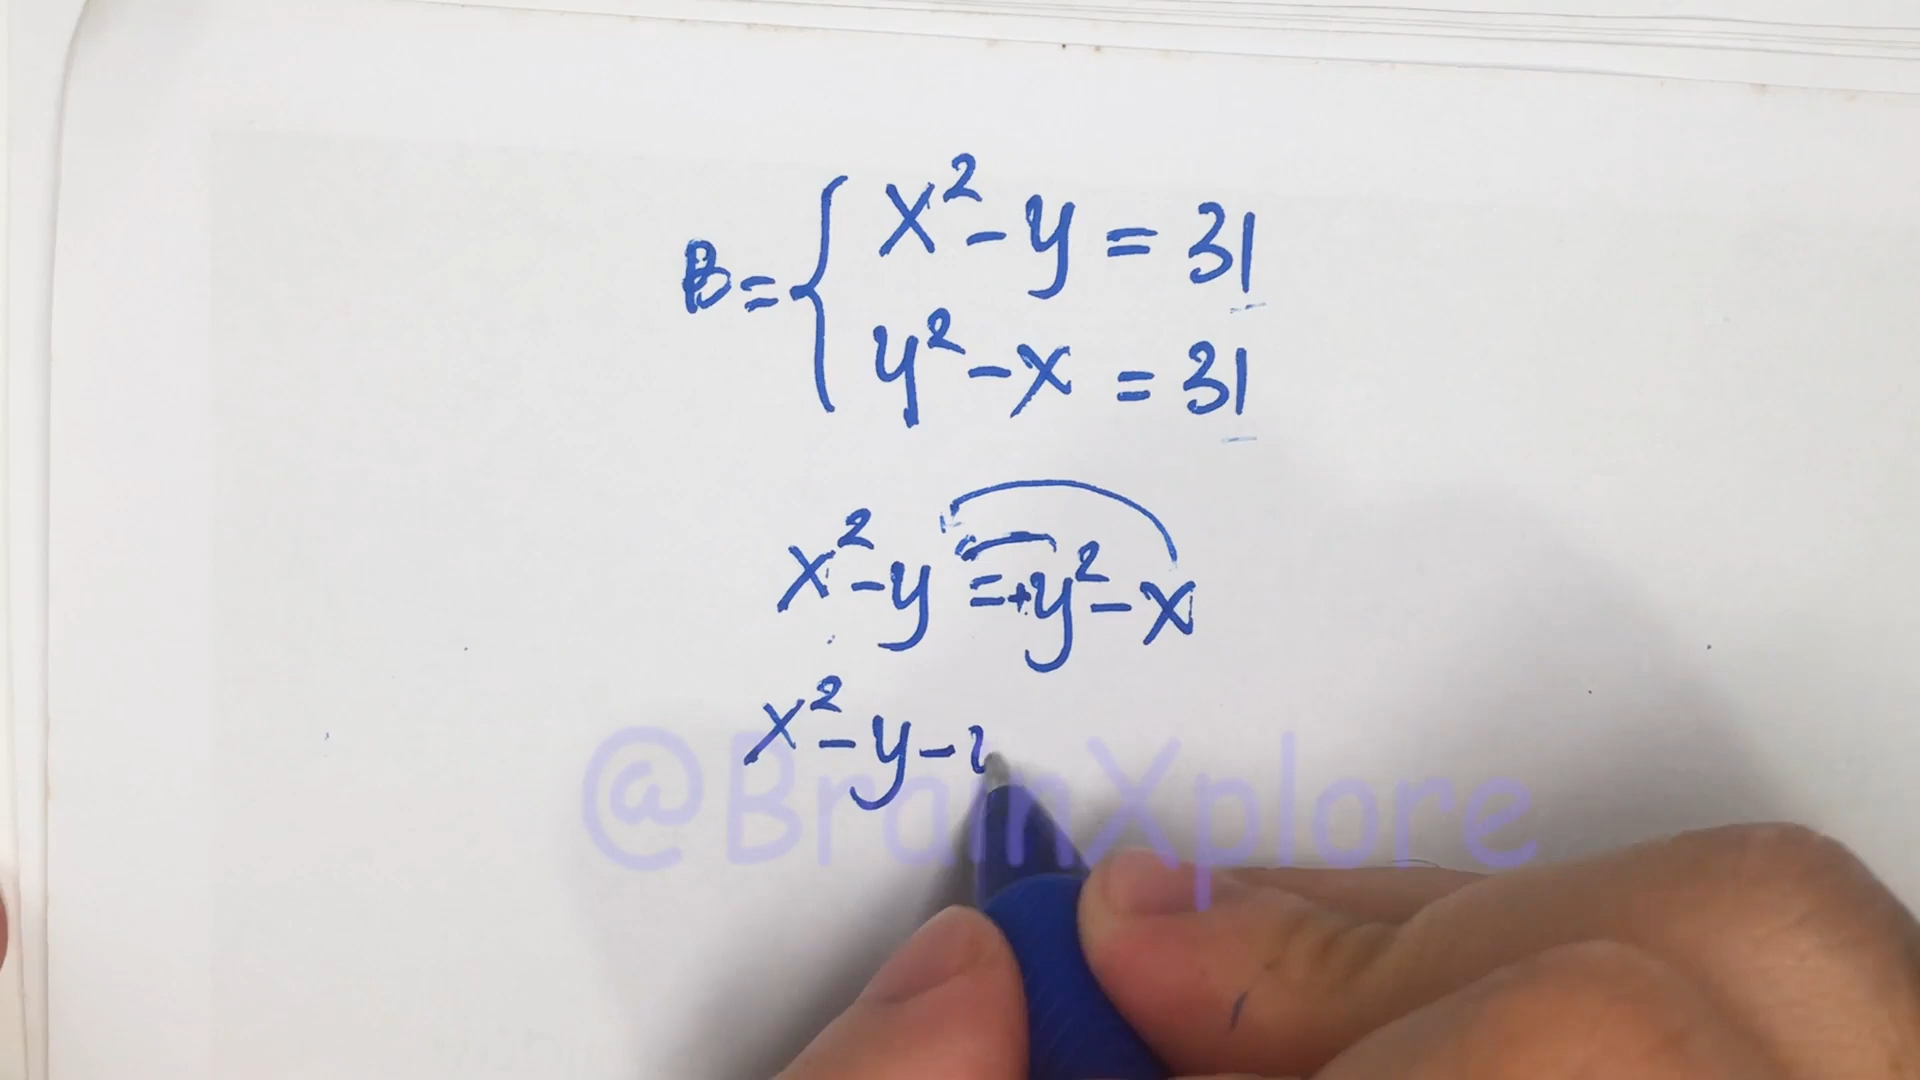 B = { x² - y = 31
y² - x = 31
x² - y = +y² - x
x² - y -
@BrainXplore